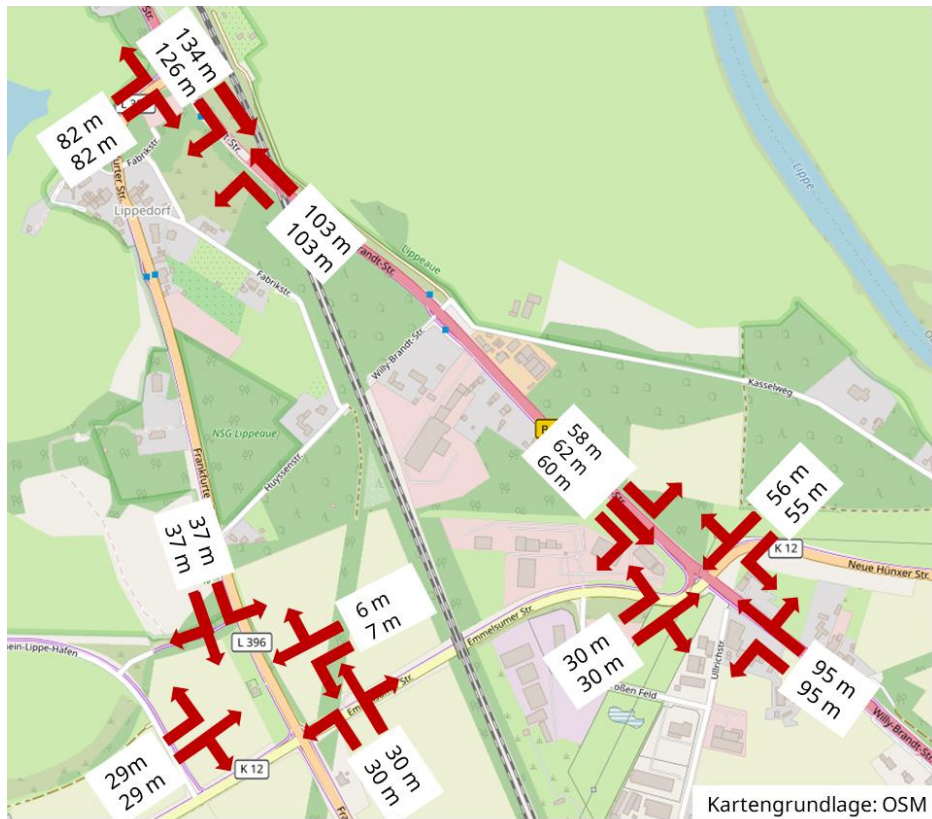 134 m
126 m
82 m
82 m
Fabrikstr.
Lippedorf
103 m
103 m
Lippeaue
Fabrikstr.
Willy-Brandt-Str.
Lippe
Kasselweg
NSG Lippeaue
Huyssenstr.
58 m
62 m
60 m
56 m
55 m
K 12
Neue Hünxer Str.
37 m
37 m
6 m
7 m
L 396
Emmelsumer Str.
30 m
30 m
Ullrichstr.
95 m
95 m
Willy-Brandt-Str.
29m
29 m
K 12
30 m
30 m
Kartengrundlage: OSM